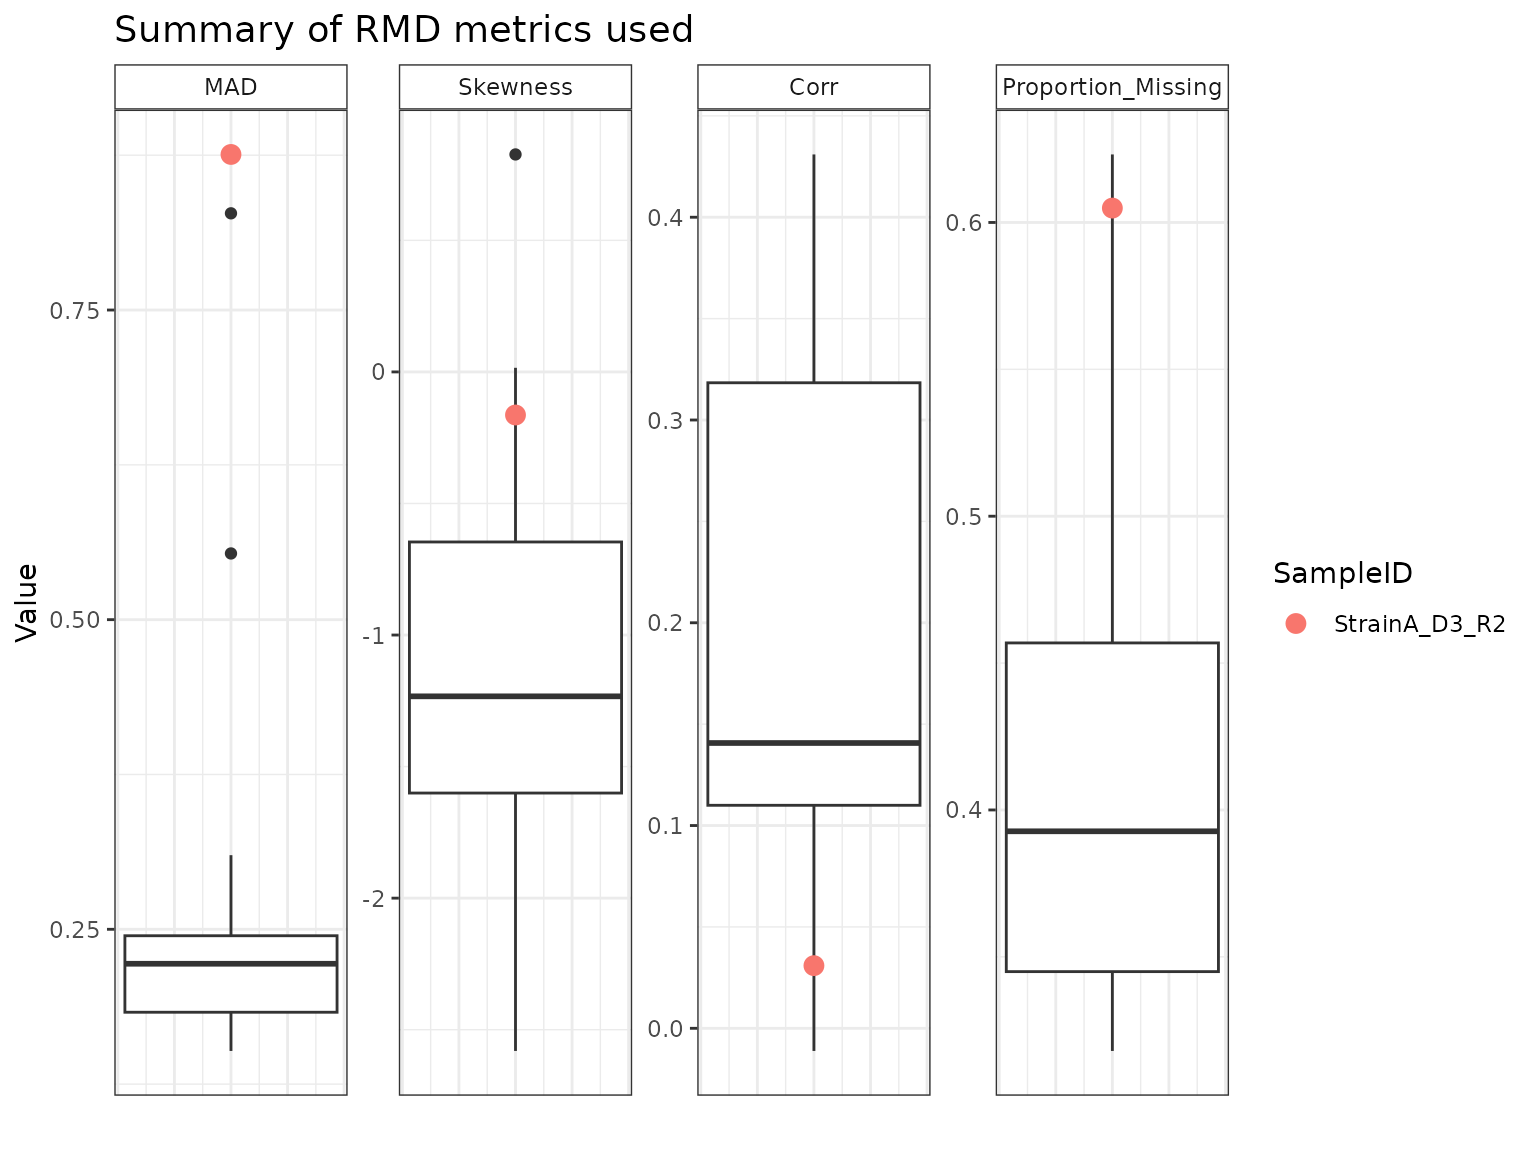 Summary of RMD metrics used
MAD
Skewness
Corr
Proportion_Missing
Value
0.75
0.50
0.25
0
-1
-2
0.4
0.3
0.2
0.1
0.0
0.6
0.5
0.4
SampleID
StrainA_D3_R2